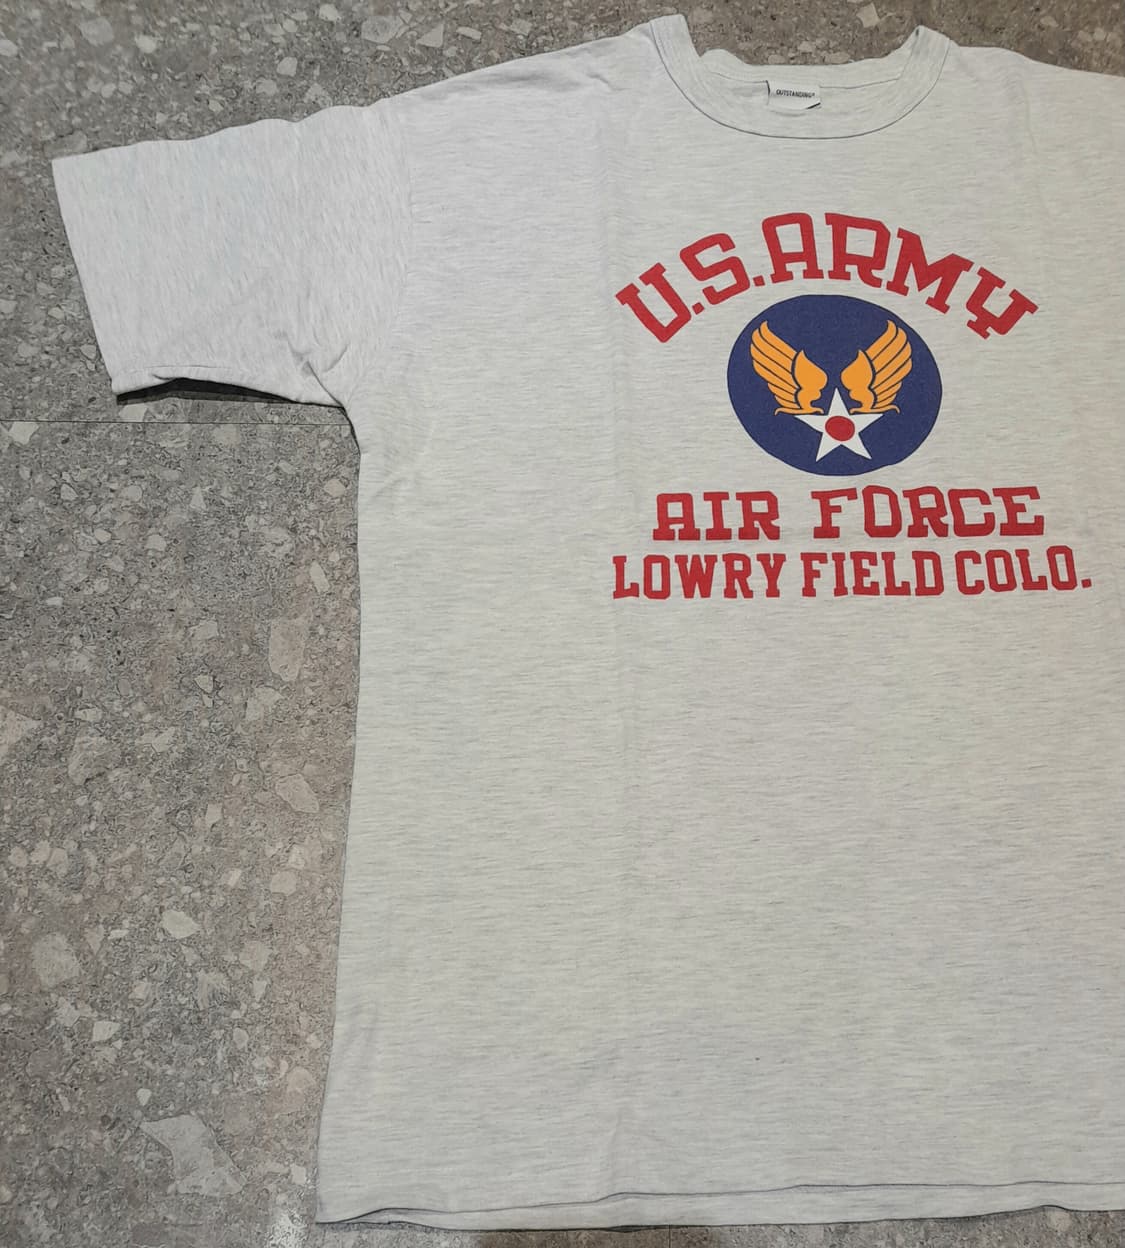 OUTSTANDING®
U.S.ARMY
AIR FORCE
LOWRY FIELD COLO.